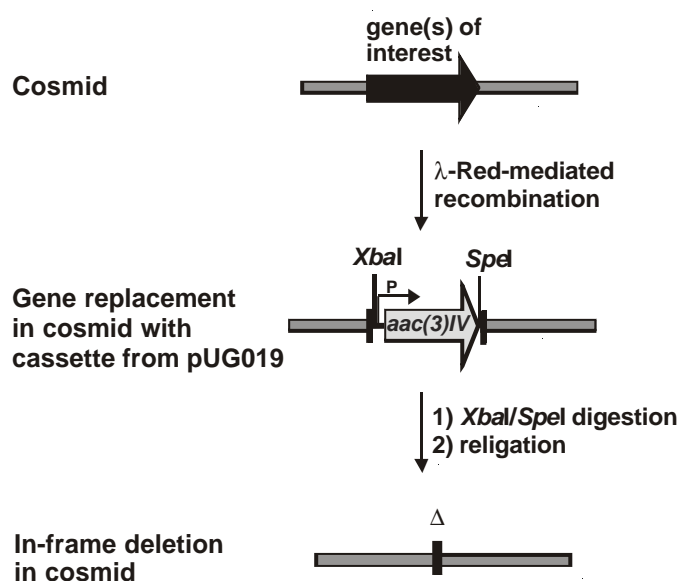 gene(s) of
interest
Cosmid
λ-Red-mediated
recombination
XbaI
SpeI
P
aac(3)IV
Gene replacement
in cosmid with
cassette from pUG019
1) XbaI/SpeI digestion
2) religation
Δ
In-frame deletion
in cosmid